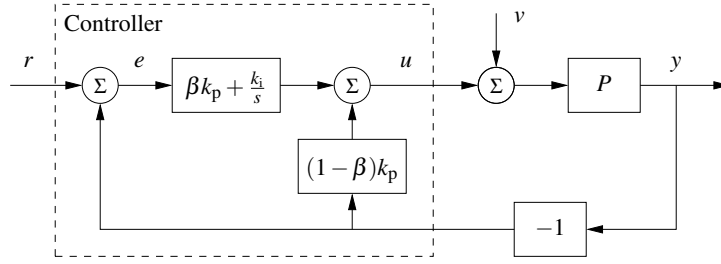 Controller
v
r
e
u
y
Σ
βk_p + k_i/s
Σ
Σ
P
(1 − β)k_p
−1